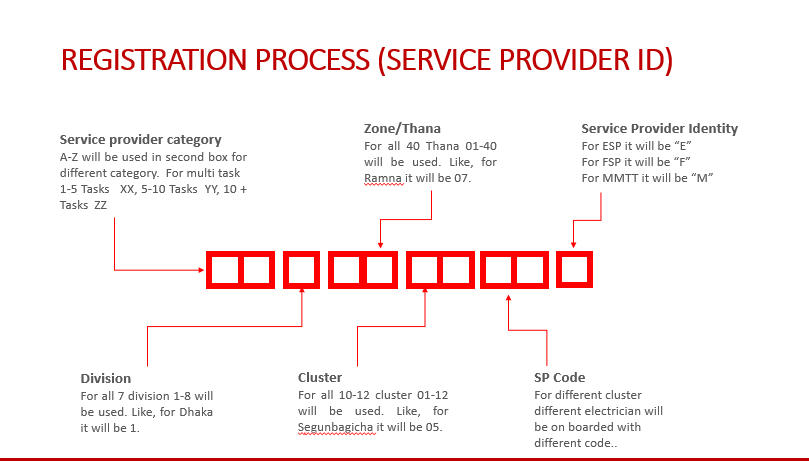 REGISTRATION PROCESS (SERVICE PROVIDER ID)
Service provider category
A-Z will be used in second box for
different category. For multi task
1-5 Tasks XX, 5-10 Tasks YY, 10 +
Tasks ZZ
Zone/Thana
For all 40 Thana 01-40
will be used. Like, for
Ramna it will be 07.
Service Provider Identity
For ESP it will be “E”
For FSP it will be “F”
For MMTT it will be “M”
Division
For all 7 division 1-8 will
be used. Like, for Dhaka
it will be 1.
Cluster
For all 10-12 cluster 01-12
will be used. Like, for
Segunbagicha it will be 05.
SP Code
For different cluster
different electrician will
be on boarded with
different code..